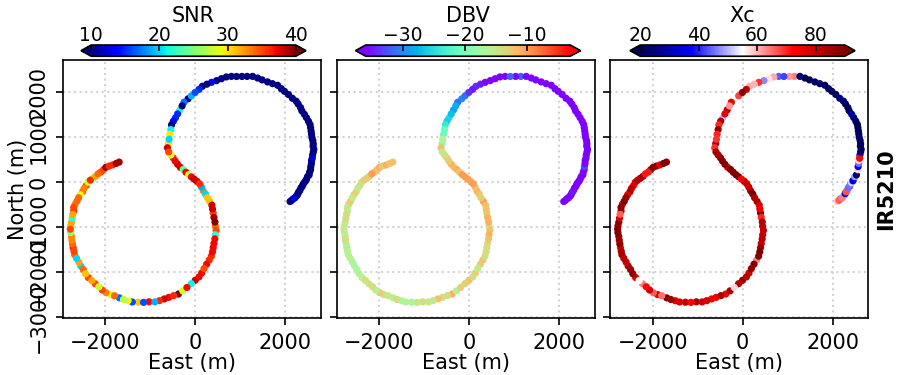 SNR DBV Xc
10 20 30 40 −30 −20 −10 20 40 60 80
2000
1000
0
−1000
−2000
−3000
North (m)
IR5210
−2000 0 2000 −2000 0 2000 −2000 0 2000
East (m) East (m) East (m)